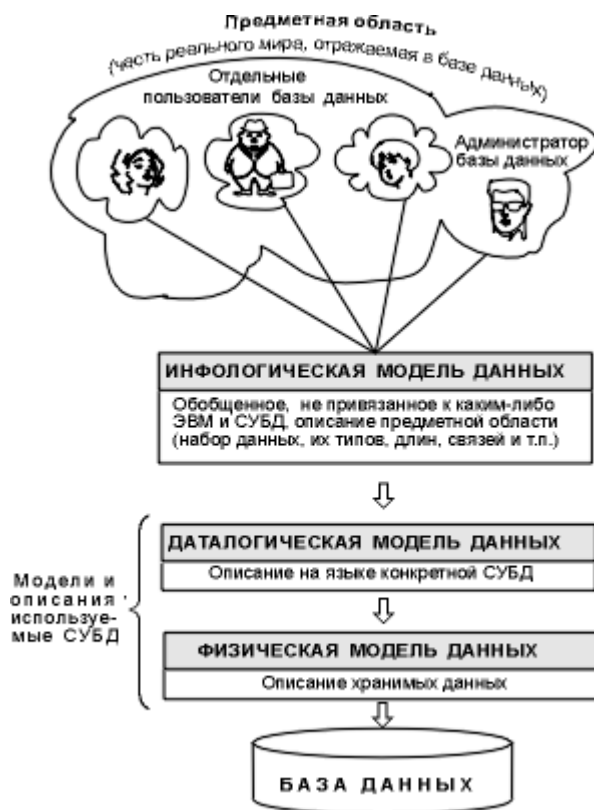 Предметная область
(часть реального мира, отражаемая в базе данных)
Отдельные
пользователи базы данных
Администратор
базы данных
ИНФОЛОГИЧЕСКАЯ МОДЕЛЬ ДАННЫХ
Обобщенное, не привязанное к каким-либо
ЭВМ и СУБД, описание предметной области
(набор данных, их типов, длин, связей и т.п.)
ДАТАЛОГИЧЕСКАЯ МОДЕЛЬ ДАННЫХ
Описание на языке конкретной СУБД
Модели и
описания
используе-
мые СУБД
ФИЗИЧЕСКАЯ МОДЕЛЬ ДАННЫХ
Описание хранимых данных
БАЗА ДАННЫХ